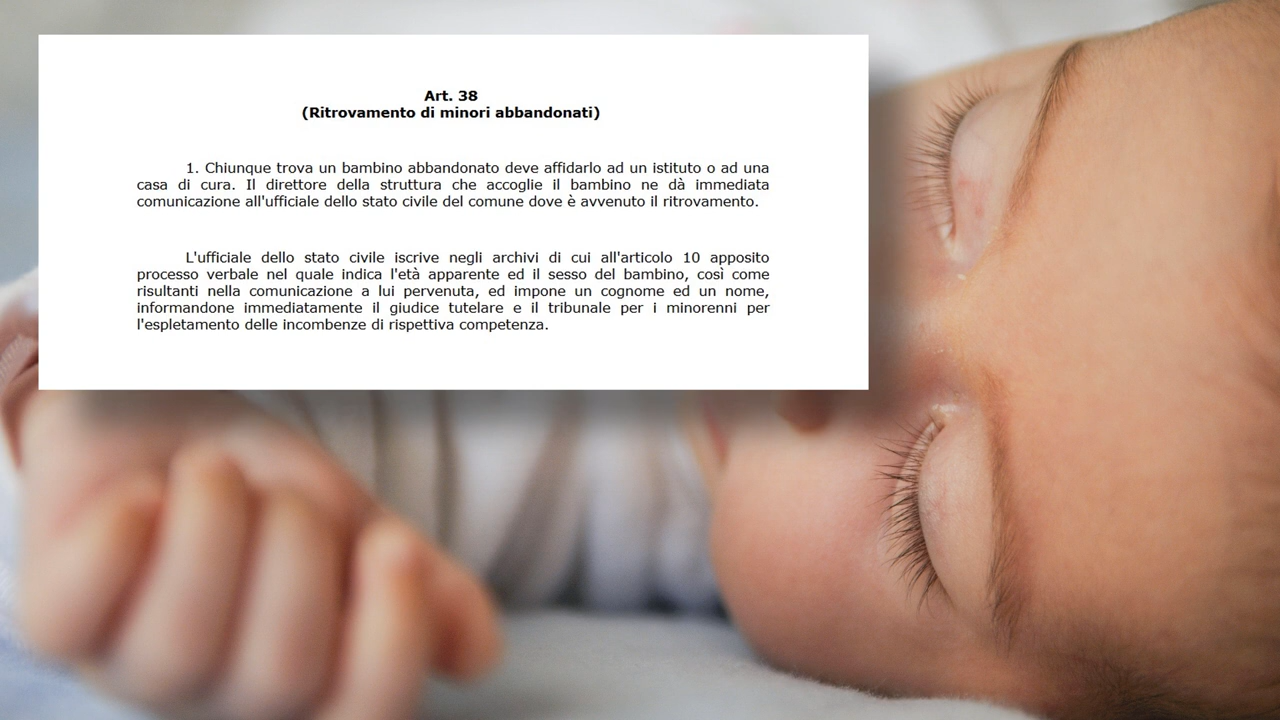 Art. 38
(Ritrovamento di minori abbandonati)
1. Chiunque trova un bambino abbandonato deve affidarlo ad un istituto o ad una
casa di cura. Il direttore della struttura che accoglie il bambino ne dà immediata
comunicazione all'ufficiale dello stato civile del comune dove è avvenuto il ritrovamento.
L'ufficiale dello stato civile iscrive negli archivi di cui all'articolo 10 apposito
processo verbale nel quale indica l'età apparente ed il sesso del bambino, così come
risultanti nella comunicazione a lui pervenuta, ed impone un cognome ed un nome,
informandone immediatamente il giudice tutelare e il tribunale per i minorenni per
l'espletamento delle incombenze di rispettiva competenza.